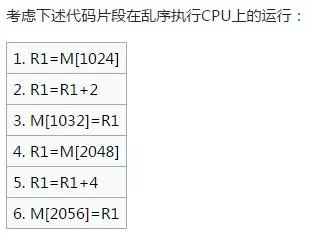 考虑下述代码片段在乱序执行CPU上的运行：
1. R1=M[1024]
2. R1=R1+2
3. M[1032]=R1
4. R1=M[2048]
5. R1=R1+4
6. M[2056]=R1